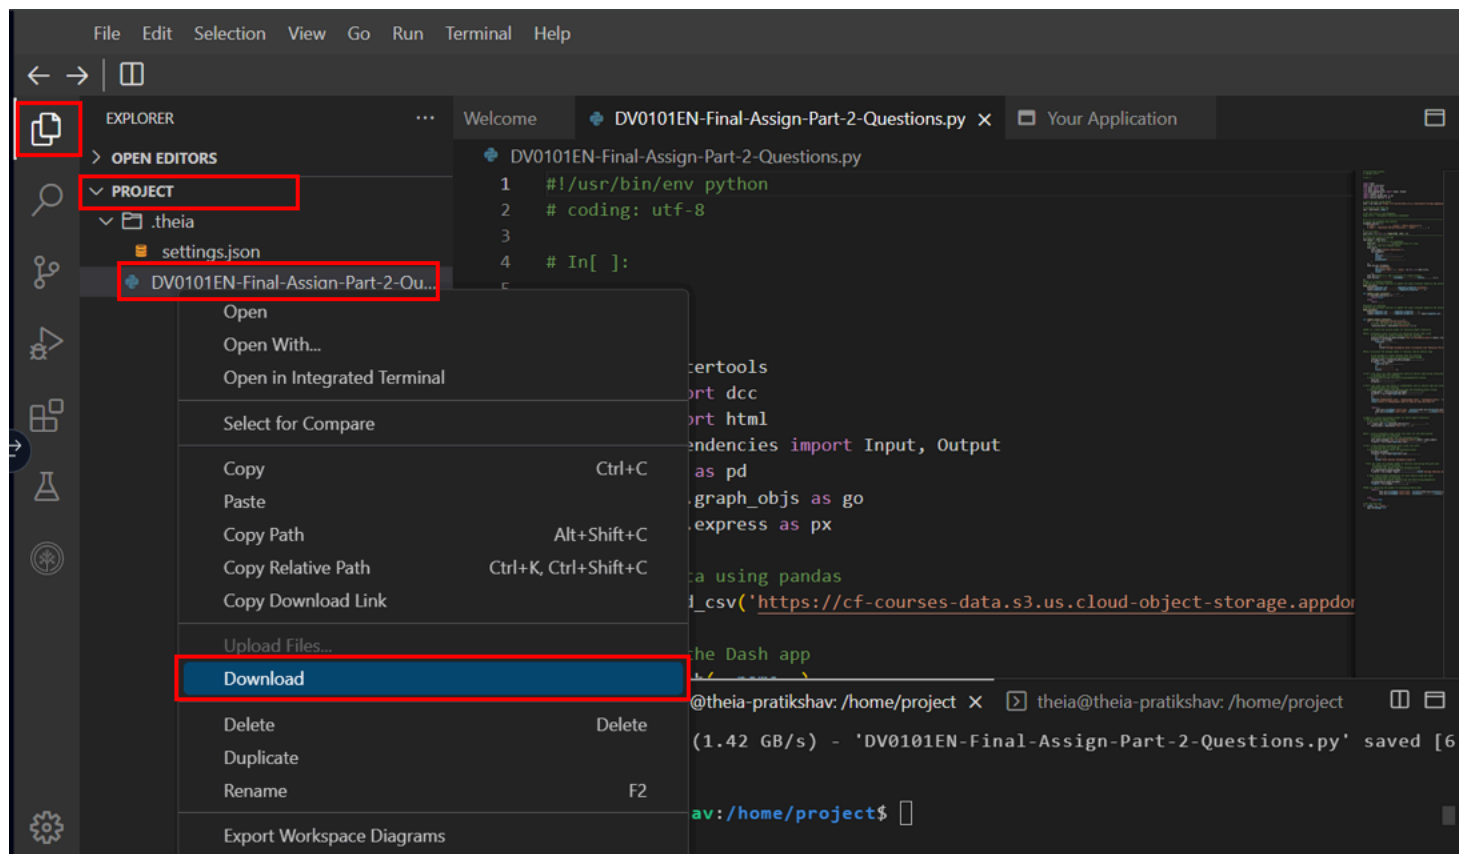 File Edit Selection View Go Run Terminal Help
EXPLORER
OPEN EDITORS
PROJECT
.theia
settings.json
DV0101EN-Final-Assign-Part-2-Qu...
Open
Open With...
Open in Integrated Terminal
Select for Compare
Copy Ctrl+C
Paste
Copy Path Alt+Shift+C
Copy Relative Path Ctrl+K, Ctrl+Shift+C
Copy Download Link
Upload Files...
Download
Delete Delete
Duplicate
Rename F2
Export Workspace Diagrams
Welcome DV0101EN-Final-Assign-Part-2-Questions.py Your Application
DV0101EN-Final-Assign-Part-2-Questions.py
1 #!/usr/bin/env python
2 # coding: utf-8
3
4 # In[ ]:
5
ertools
ort dcc
ort html
endencies import Input, Output
as pd
.graph_objs as go
.express as px
ta using pandas
d_csv('https://cf-courses-data.s3.us.cloud-object-storage.appdo
the Dash app
@theia-pratikshav: /home/project theia@theia-pratikshav: /home/project
(1.42 GB/s) - 'DV0101EN-Final-Assign-Part-2-Questions.py' saved [6
av:/home/project$